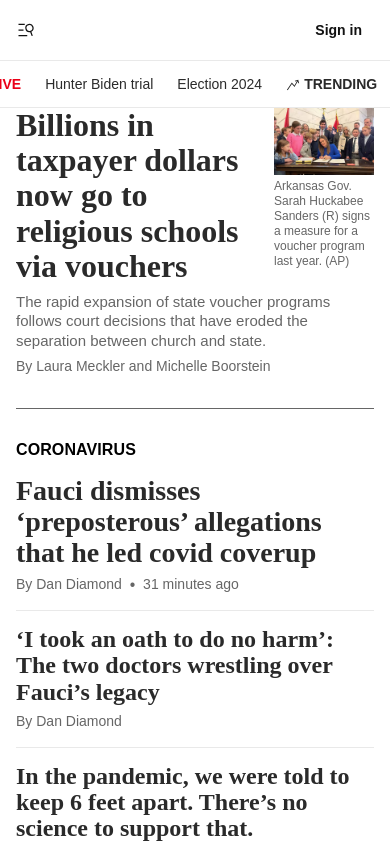 Sign in
IVE Hunter Biden trial Election 2024 TRENDING
Billions in
taxpayer dollars
now go to
religious schools
via vouchers
Arkansas Gov.
Sarah Huckabee
Sanders (R) signs
a measure for a
voucher program
last year. (AP)
The rapid expansion of state voucher programs
follows court decisions that have eroded the
separation between church and state.
By Laura Meckler and Michelle Boorstein
CORONAVIRUS
Fauci dismisses
‘preposterous’ allegations
that he led covid coverup
By Dan Diamond • 31 minutes ago
‘I took an oath to do no harm’:
The two doctors wrestling over
Fauci’s legacy
By Dan Diamond
In the pandemic, we were told to
keep 6 feet apart. There’s no
science to support that.